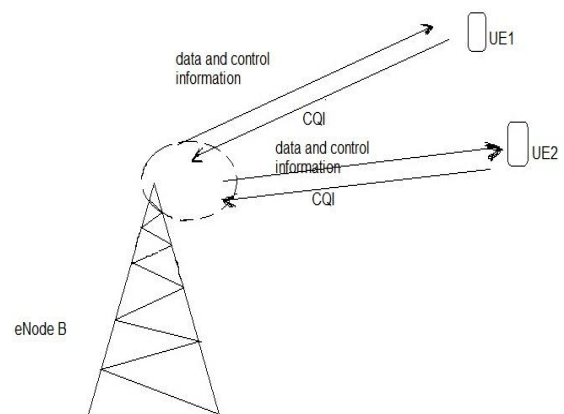 UE1
data and control
information
CQI
data and control
information
UE2
CQI
eNode B